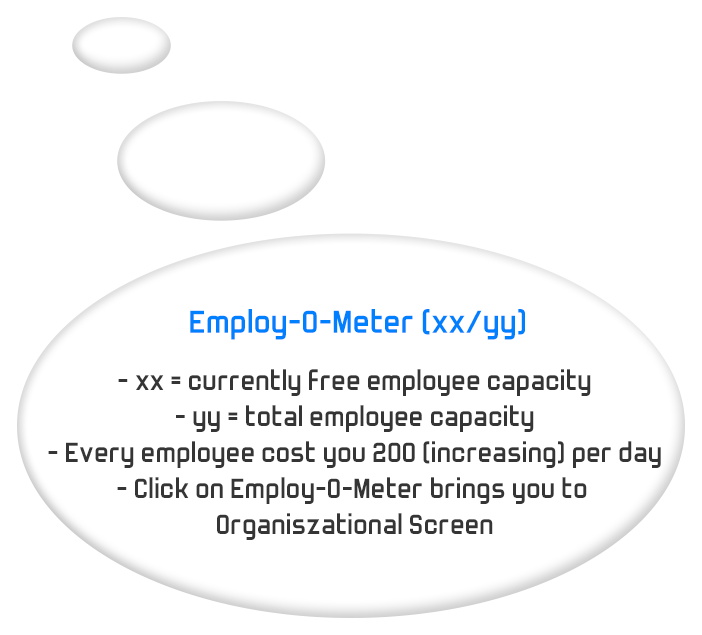 Employ-O-Meter (xx/yy)
- xx = currently free employee capacity
- yy = total employee capacity
- Every employee cost you 200 (increasing) per day
- Click on Employ-O-Meter brings you to
Organiszational Screen